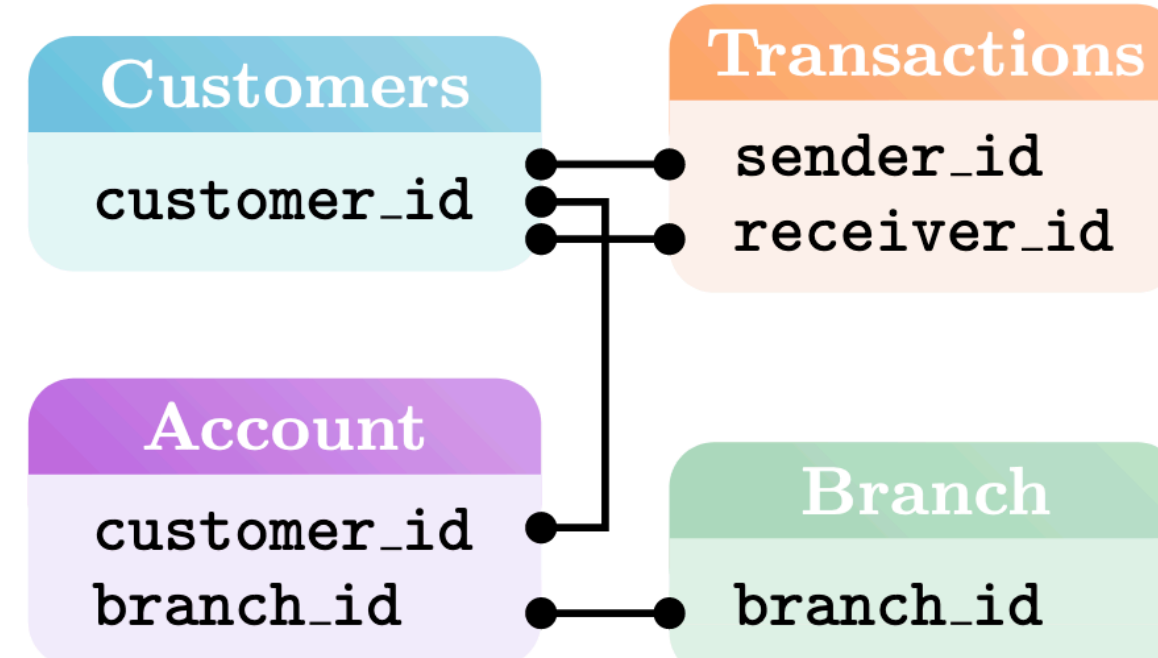 Customers
customer_id
Transactions
sender_id
receiver_id
Account
customer_id
branch_id
Branch
branch_id